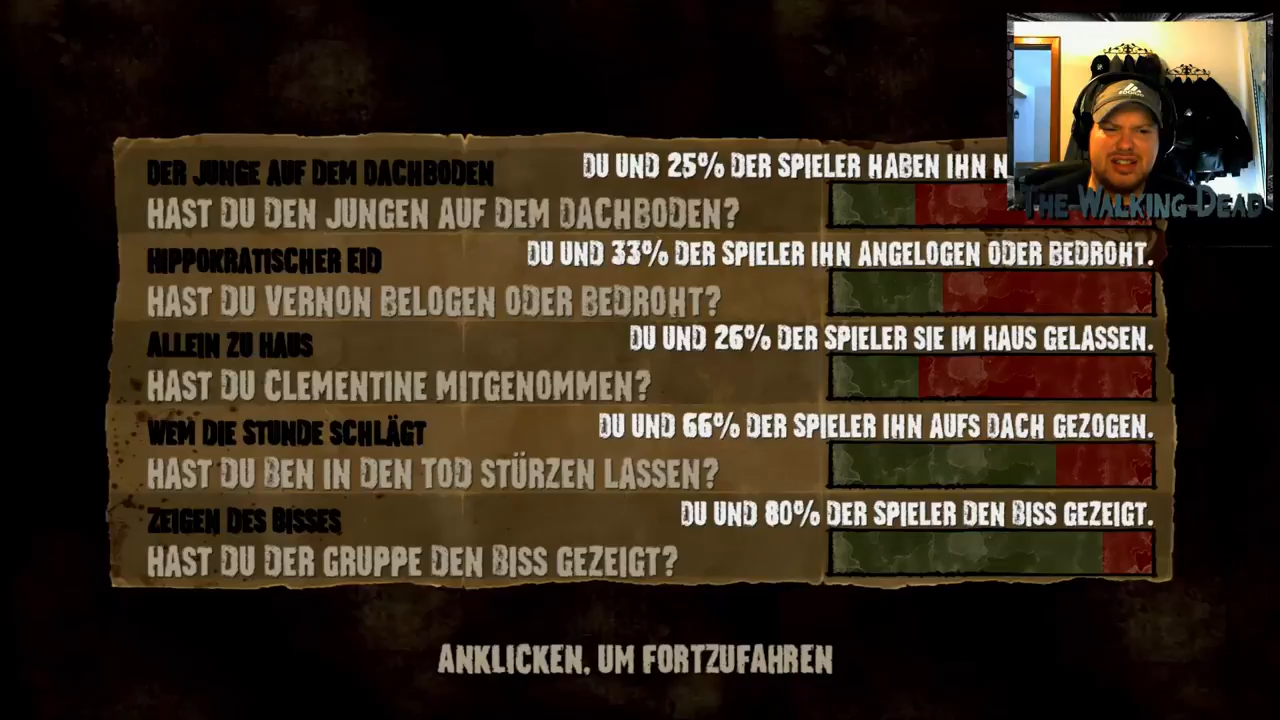 DER JUNGE AUF DEM DACHBODEN
DU UND 25% DER SPIELER HABEN IHN N
HAST DU DEN JUNGEN AUF DEM DACHBODEN?
HIPPOKRATISCHER EID
DU UND 33% DER SPIELER IHN ANGELOGEN ODER BEDROHT.
HAST DU VERNON BELOGEN ODER BEDROHT?
ALLEIN ZU HAUS
DU UND 26% DER SPIELER SIE IM HAUS GELASSEN.
HAST DU CLEMENTINE MITGENOMMEN?
WEM DIE STUNDE SCHLÄGT
DU UND 66% DER SPIELER IHN AUFS DACH GEZOGEN.
HAST DU BEN IN DEN TOD STÜRZEN LASSEN?
ZEIGEN DES BISSES
DU UND 80% DER SPIELER DEN BISS GEZEIGT.
HAST DU DER GRUPPE DEN BISS GEZEIGT?
ANKLICKEN, UM FORTZUFAHREN
THE WALKING DEAD